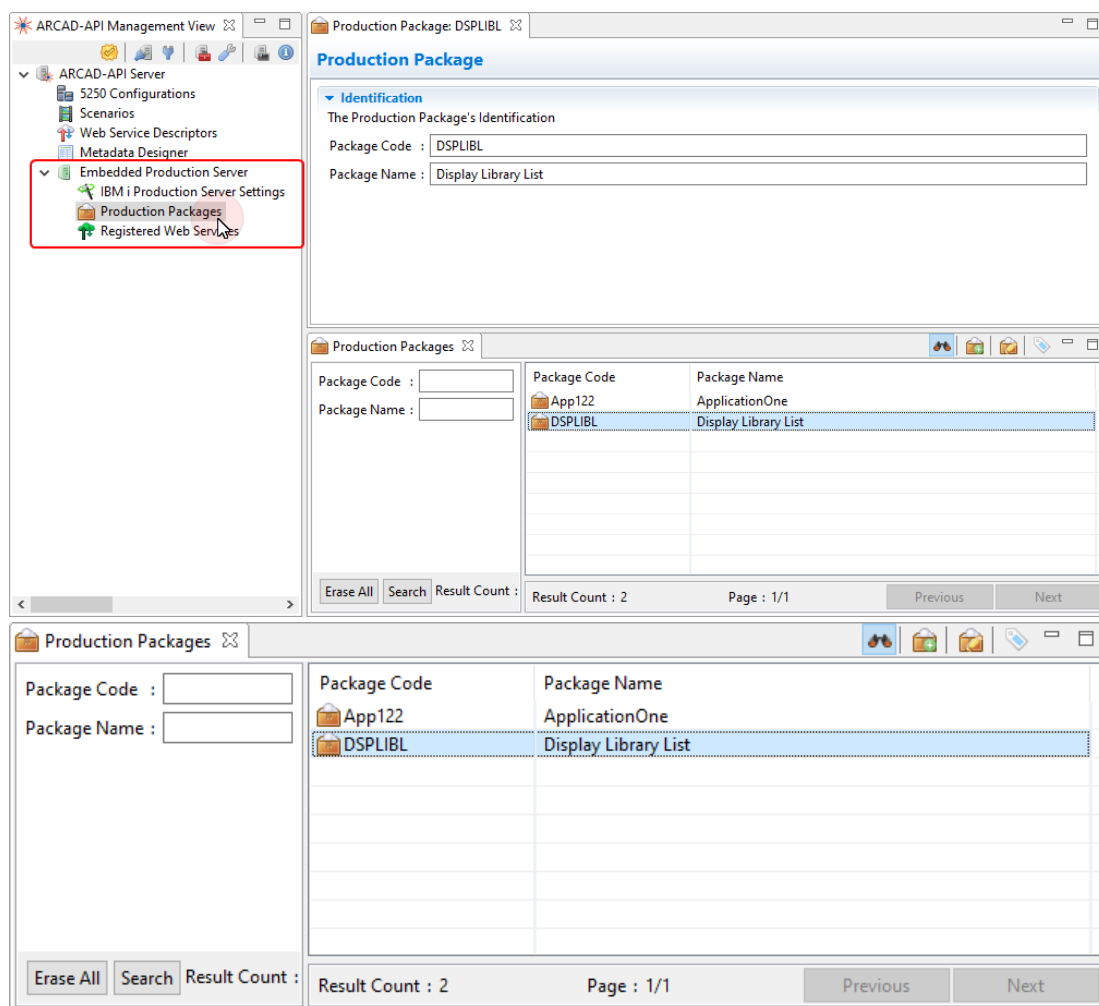 ARCAD-API Management View
ARCAD-API Server
5250 Configurations
Scenarios
Web Service Descriptors
Metadata Designer
Embedded Production Server
IBM i Production Server Settings
Production Packages
Registered Web Services
Production Package: DSPLIBL
Production Package
Identification
The Production Package's Identification
Package Code : DSPLIBL
Package Name : Display Library List
Production Packages
Package Code :
Package Name :
Erase All Search Result Count :
Package Code Package Name
App122 ApplicationOne
DSPLIBL Display Library List
Result Count : 2 Page : 1/1 Previous Next
Production Packages
Package Code :
Package Name :
Erase All Search Result Count :
Package Code Package Name
App122 ApplicationOne
DSPLIBL Display Library List
Result Count : 2 Page : 1/1 Previous Next